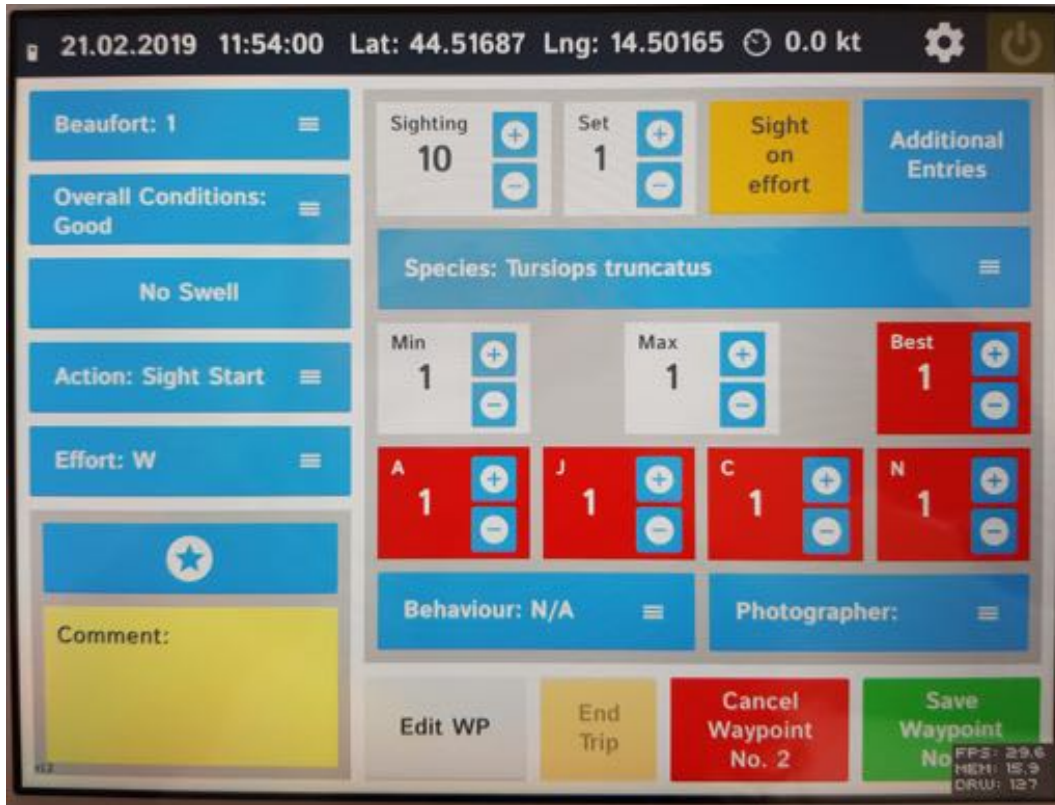 21.02.2019 11:54:00 Lat: 44.51687 Lng: 14.50165 0.0 kt
Beaufort: 1
Overall Conditions:
Good
No Swell
Action: Sight Start
Effort: W
Comment:
Sighting
10
Set
1
Sight
on
effort
Additional
Entries
Species: Tursiops truncatus
Min
1
Max
1
Best
1
A
1
J
1
C
1
N
1
Behaviour: N/A
Photographer:
Edit WP
End
Trip
Cancel
Waypoint
No. 2
Save
Waypoint
No
FPS: 29.6
MEM: 15.9
DRW: 127